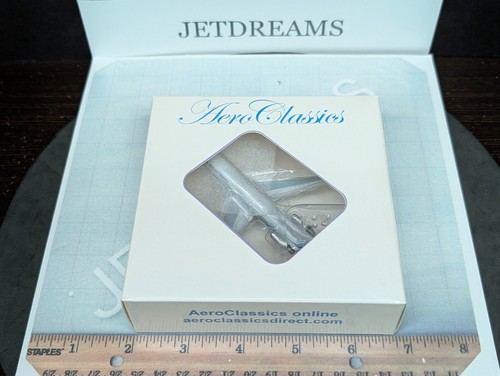 JETDREAMS
AeroClassics
AeroClassics online
aeroclassicsdirect.com
STAPLES
1 2 3 4 5 6 7 8